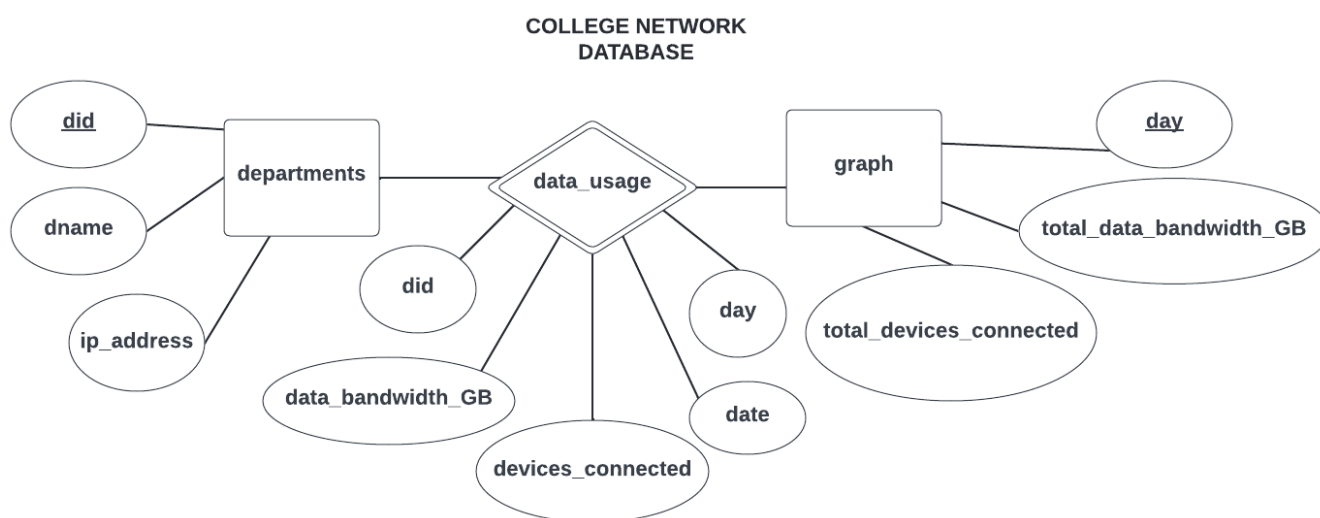 COLLEGE NETWORK
DATABASE
did
departments
dname
ip_address
data_usage
did
data_bandwidth_GB
devices_connected
date
day
graph
day
total_data_bandwidth_GB
total_devices_connected